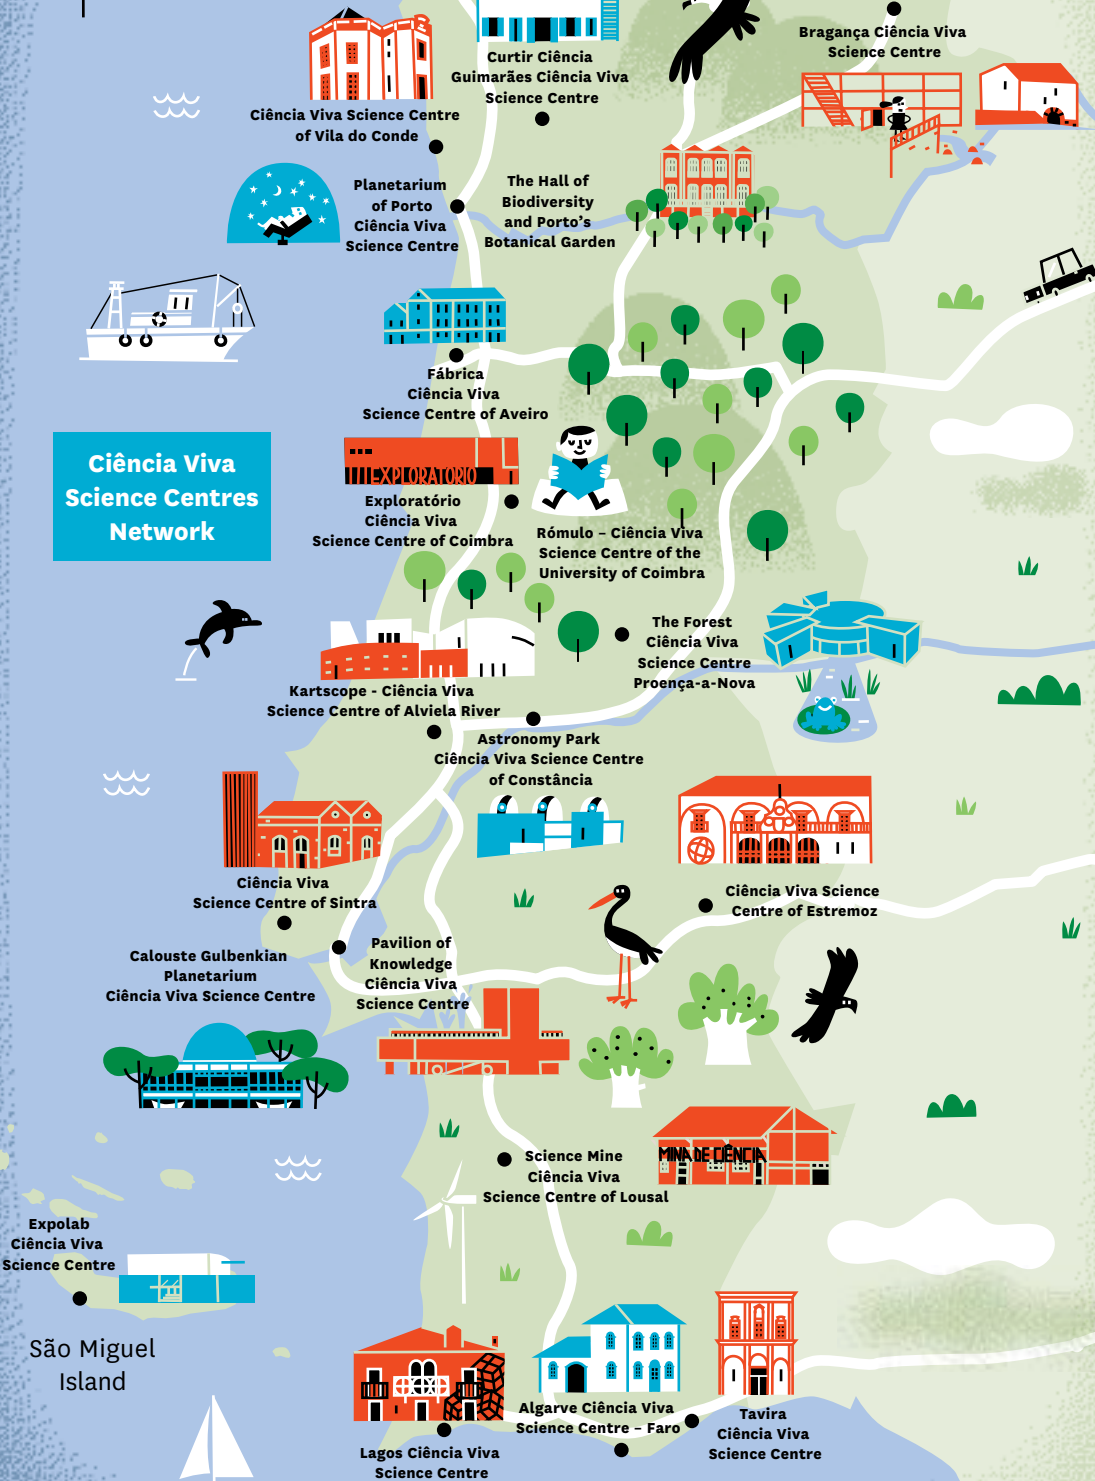 Bragança Ciência Viva
Science Centre
Curtir Ciência
Guimarães Ciência Viva
Science Centre
Ciência Viva Science Centre
of Vila do Conde
Planetarium
of Porto
Ciência Viva
Science Centre
The Hall of
Biodiversity
and Porto's
Botanical Garden
Fábrica
Ciência Viva
Science Centre of Aveiro
Ciência Viva
Science Centres
Network
EXPLORATORIO
Exploratório
Ciência Viva
Science Centre of Coimbra
Rómulo – Ciência Viva
Science Centre of the
University of Coimbra
The Forest
Ciência Viva
Science Centre
Proença-a-Nova
Kartscope - Ciência Viva
Science Centre of Alviela River
Astronomy Park
Ciência Viva Science Centre
of Constância
Ciência Viva
Science Centre of Sintra
Ciência Viva Science
Centre of Estremoz
Calouste Gulbenkian
Planetarium
Ciência Viva Science Centre
Pavilion of
Knowledge
Ciência Viva
Science Centre
MINA DE CIÊNCIA
Science Mine
Ciência Viva
Science Centre of Lousal
Expolab
Ciência Viva
Science Centre
São Miguel
Island
Algarve Ciência Viva
Science Centre – Faro
Tavira
Ciência Viva
Science Centre
Lagos Ciência Viva
Science Centre